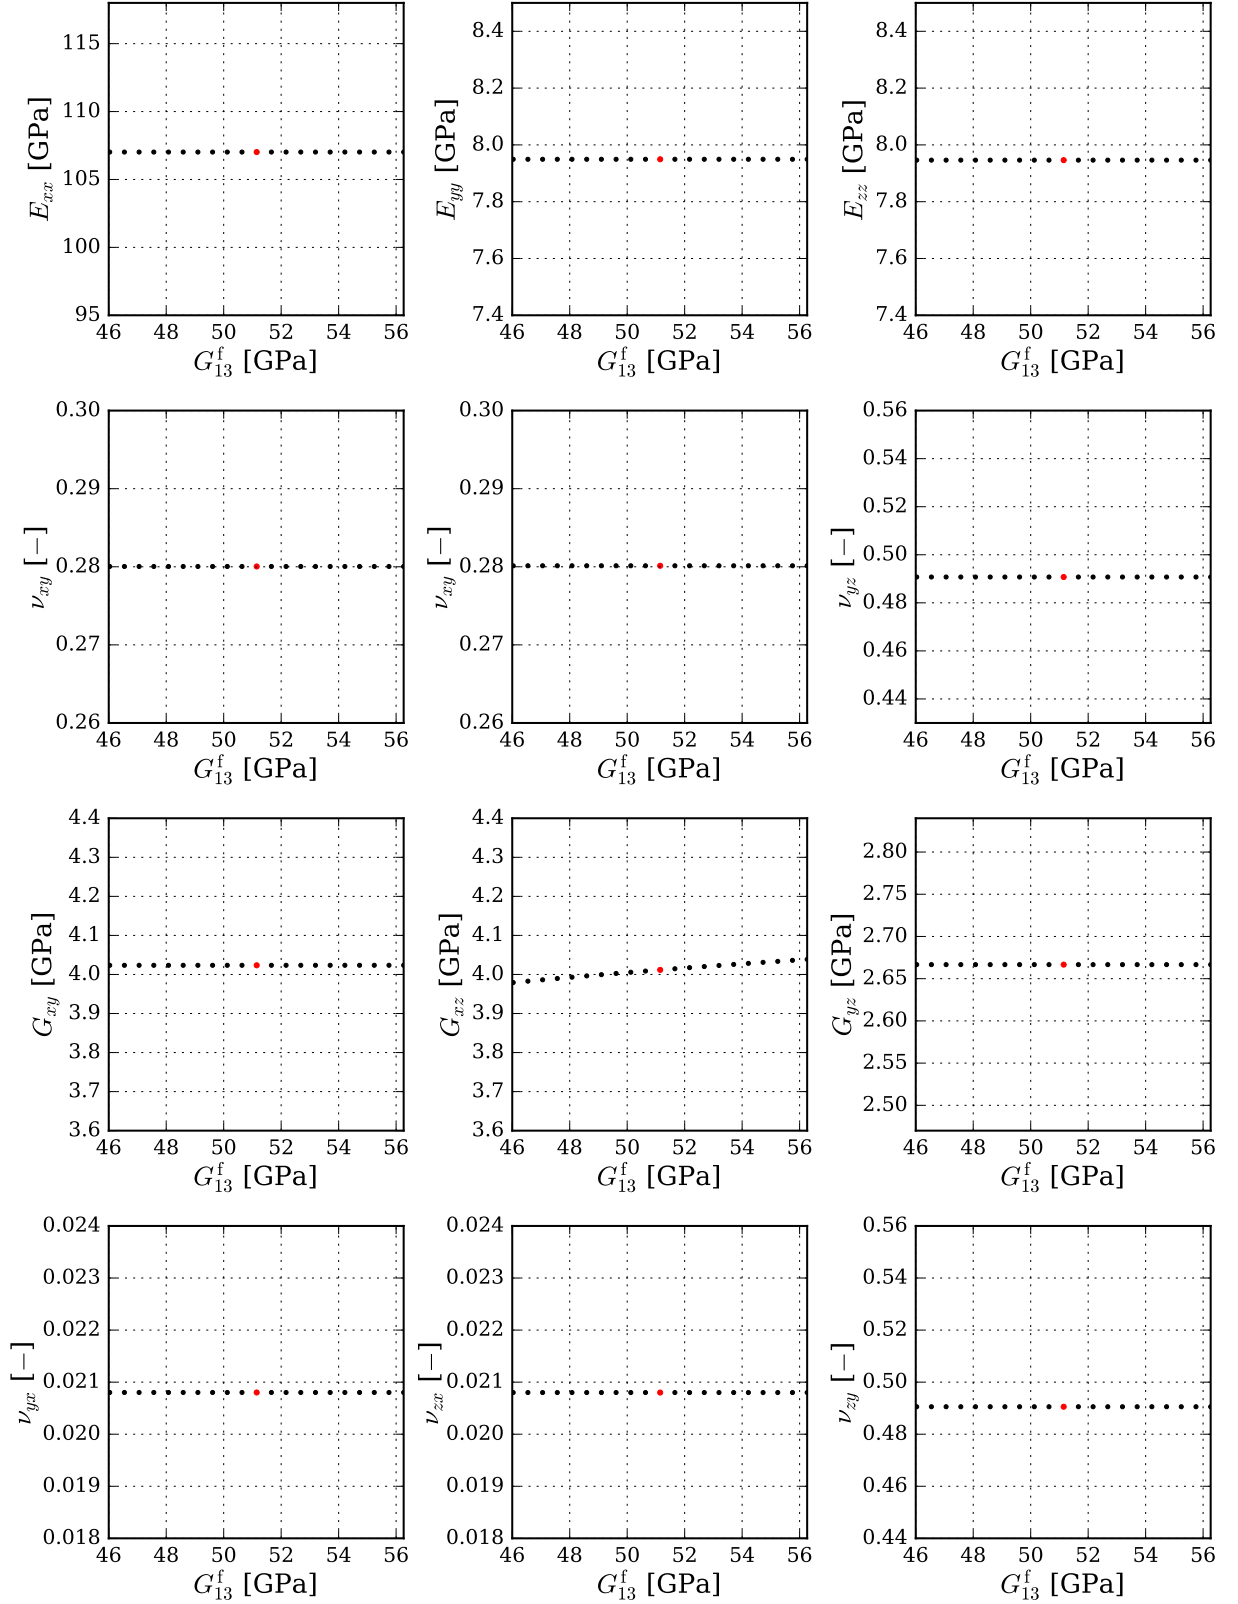 115
110
105
100
95
E_xx [GPa]
46 48 50 52 54 56
G_13^f [GPa]
8.4
8.2
8.0
7.8
7.6
7.4
E_yy [GPa]
46 48 50 52 54 56
G_13^f [GPa]
8.4
8.2
8.0
7.8
7.6
7.4
E_zz [GPa]
46 48 50 52 54 56
G_13^f [GPa]
0.30
0.29
0.28
0.27
0.26
ν_xy [−]
46 48 50 52 54 56
G_13^f [GPa]
0.30
0.29
0.28
0.27
0.26
ν_xy [−]
46 48 50 52 54 56
G_13^f [GPa]
0.56
0.54
0.52
0.50
0.48
0.46
0.44
ν_yz [−]
46 48 50 52 54 56
G_13^f [GPa]
4.4
4.3
4.2
4.1
4.0
3.9
3.8
3.7
3.6
G_xy [GPa]
46 48 50 52 54 56
G_13^f [GPa]
4.4
4.3
4.2
4.1
4.0
3.9
3.8
3.7
3.6
G_xz [GPa]
46 48 50 52 54 56
G_13^f [GPa]
2.80
2.75
2.70
2.65
2.60
2.55
2.50
G_yz [GPa]
46 48 50 52 54 56
G_13^f [GPa]
0.024
0.023
0.022
0.021
0.020
0.019
0.018
ν_yx [−]
46 48 50 52 54 56
G_13^f [GPa]
0.024
0.023
0.022
0.021
0.020
0.019
0.018
ν_zx [−]
46 48 50 52 54 56
G_13^f [GPa]
0.56
0.54
0.52
0.50
0.48
0.46
0.44
ν_zy [−]
46 48 50 52 54 56
G_13^f [GPa]